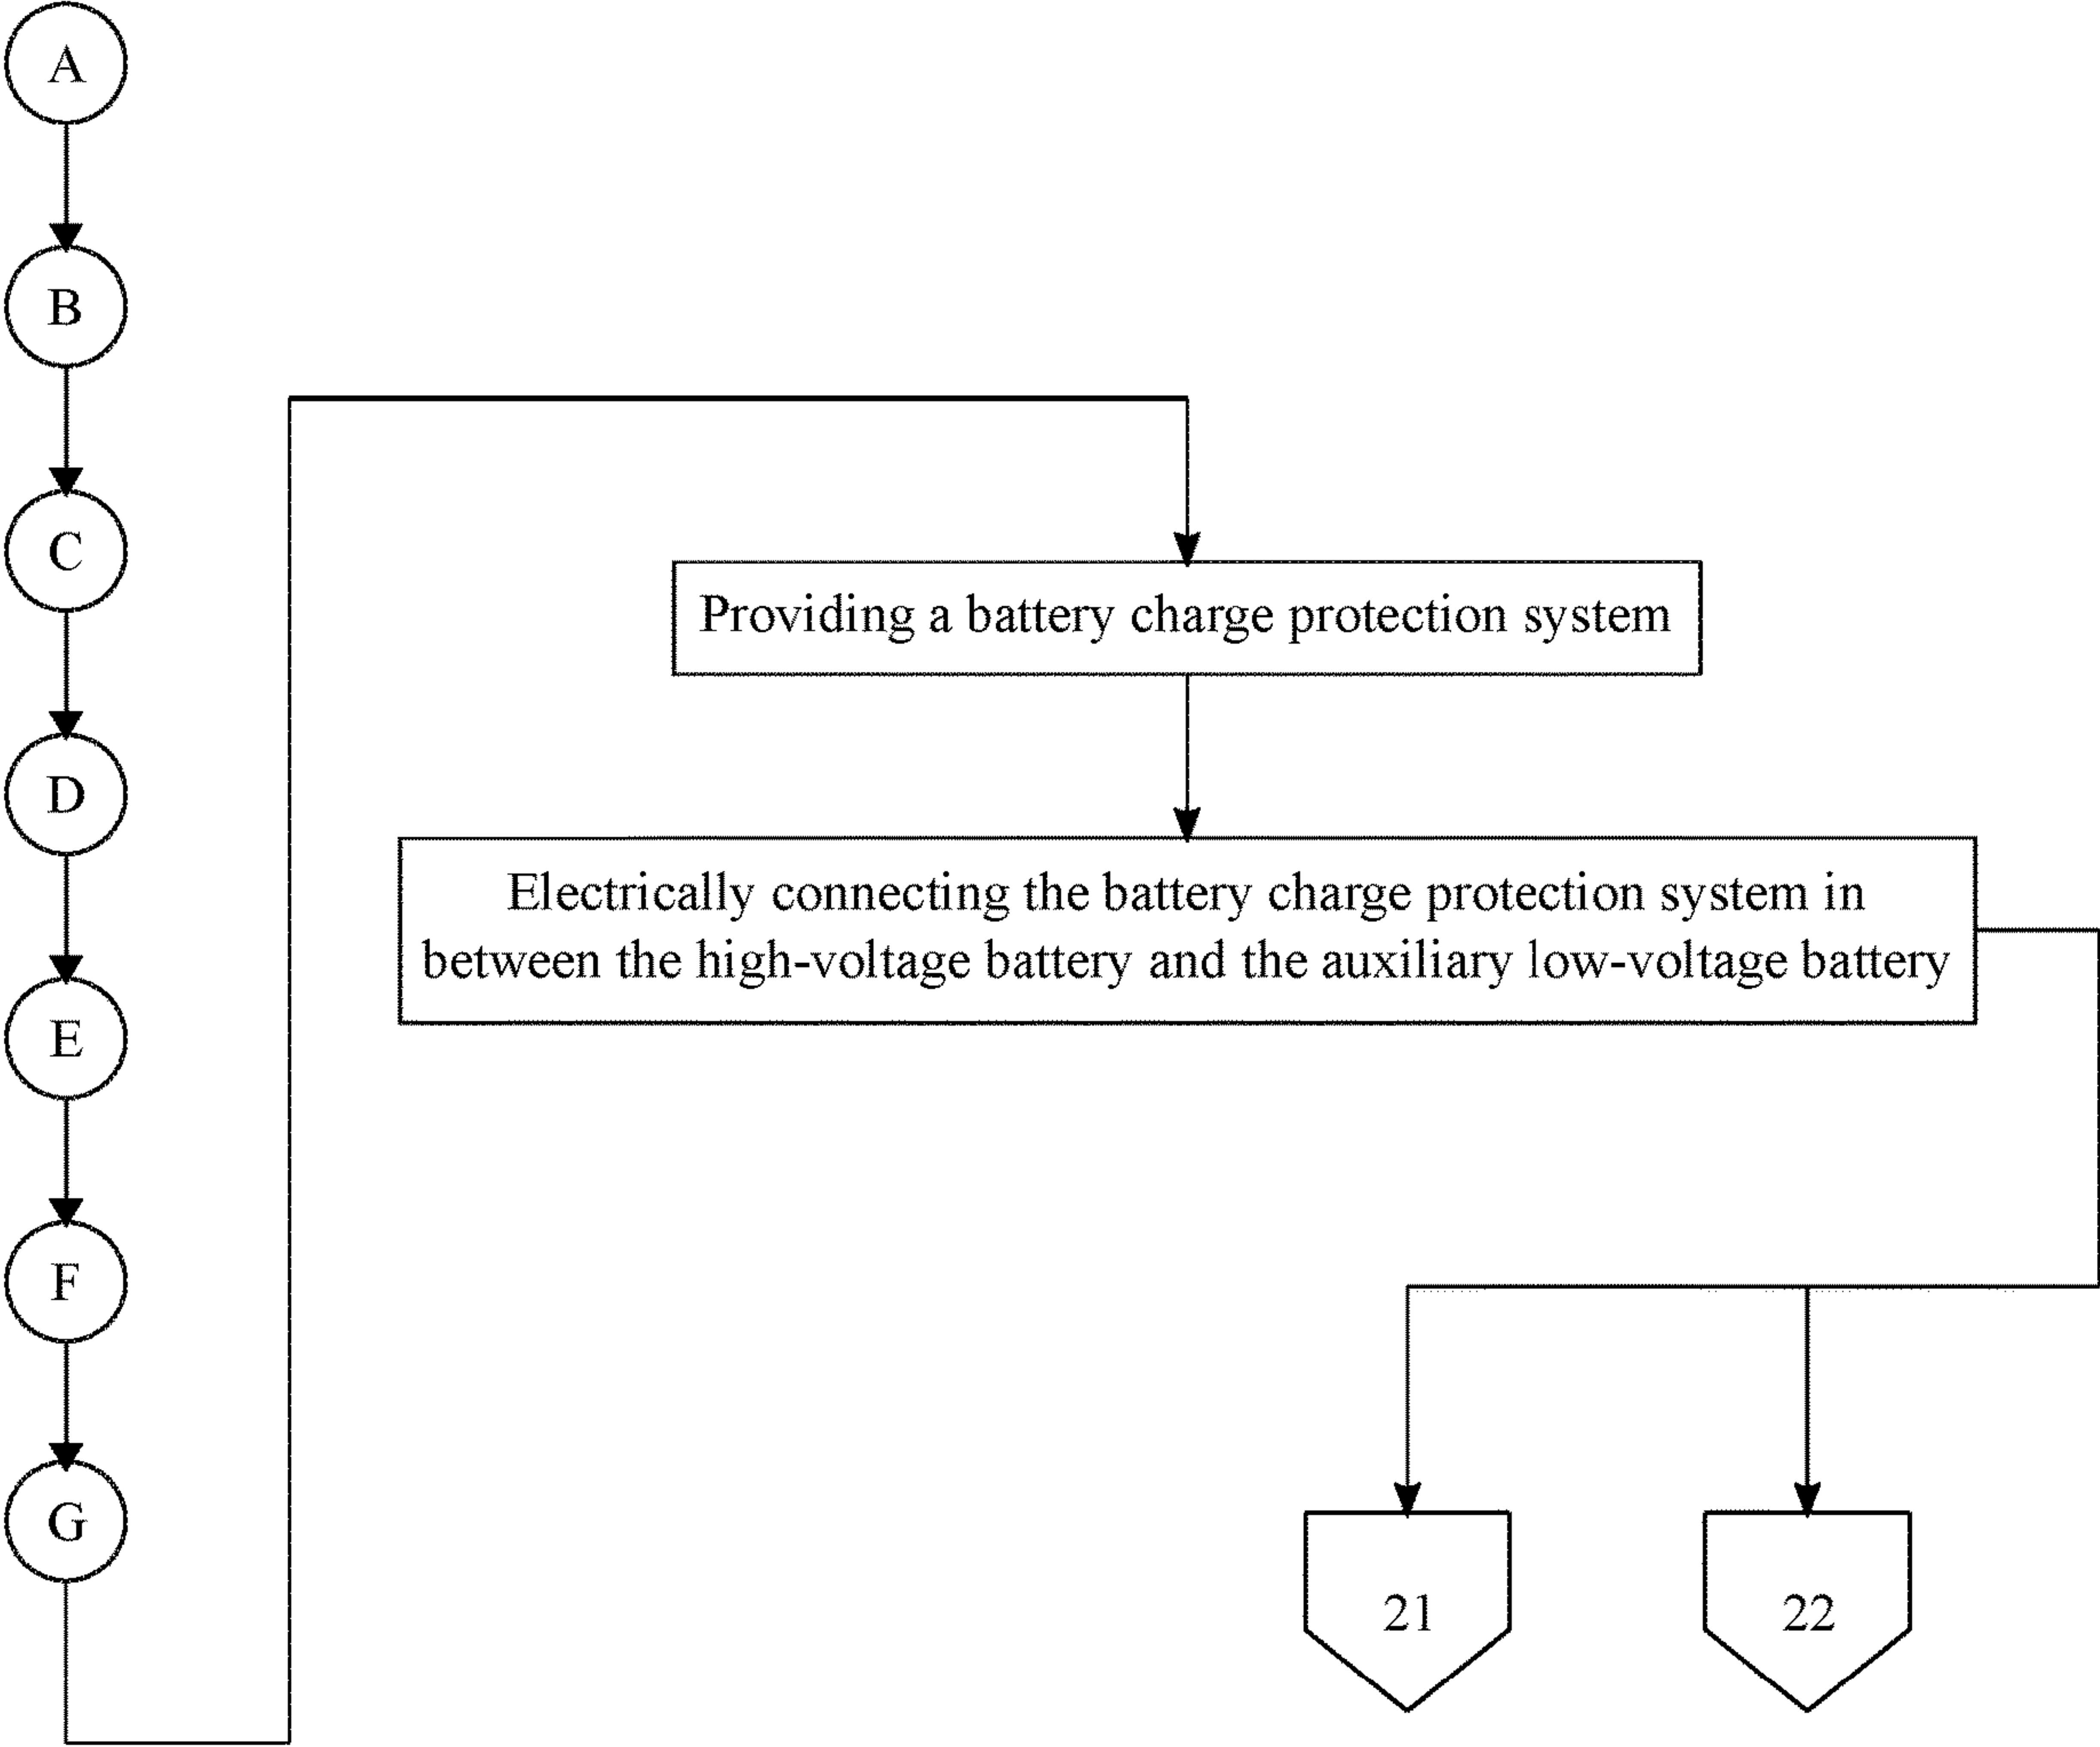 A
B
C
D
E
F
G
Providing a battery charge protection system
Electrically connecting the battery charge protection system in
between the high-voltage battery and the auxiliary low-voltage battery
21
22